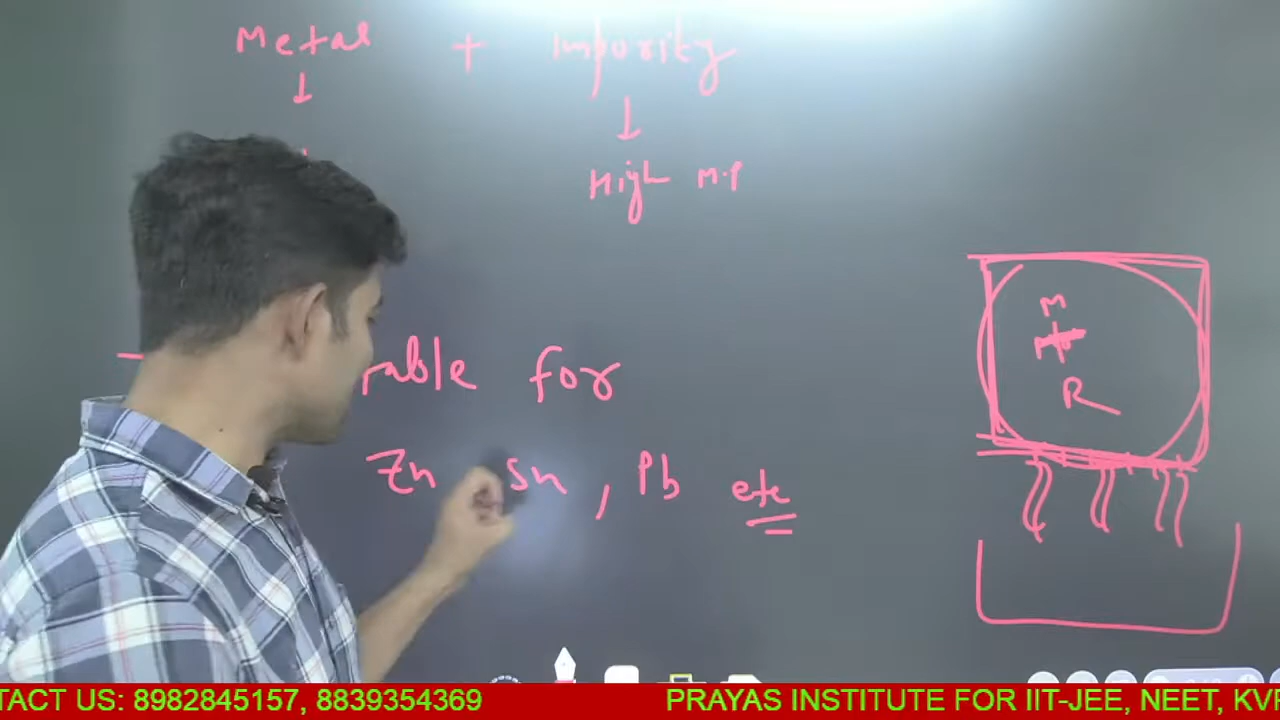 Metal + Impurity
High M.P
for
Zn Sn , Pb etc
M
R
TACT US: 8982845157, 8839354369 PRAYAS INSTITUTE FOR IIT-JEE, NEET, KVP